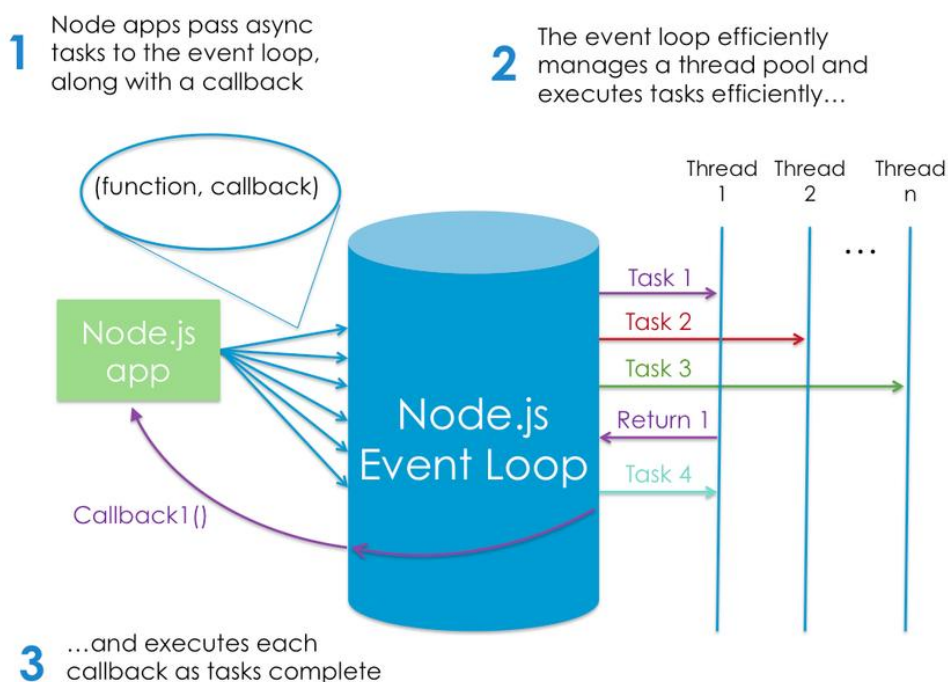 1
Node apps pass async
tasks to the event loop,
along with a callback
2
The event loop efficiently
manages a thread pool and
executes tasks efficiently…
(function, callback)
Thread
1
Thread
2
Thread
n
...
Node.js
app
Node.js
Event Loop
Task 1
Task 2
Task 3
Return 1
Task 4
Callback1()
3
…and executes each
callback as tasks complete